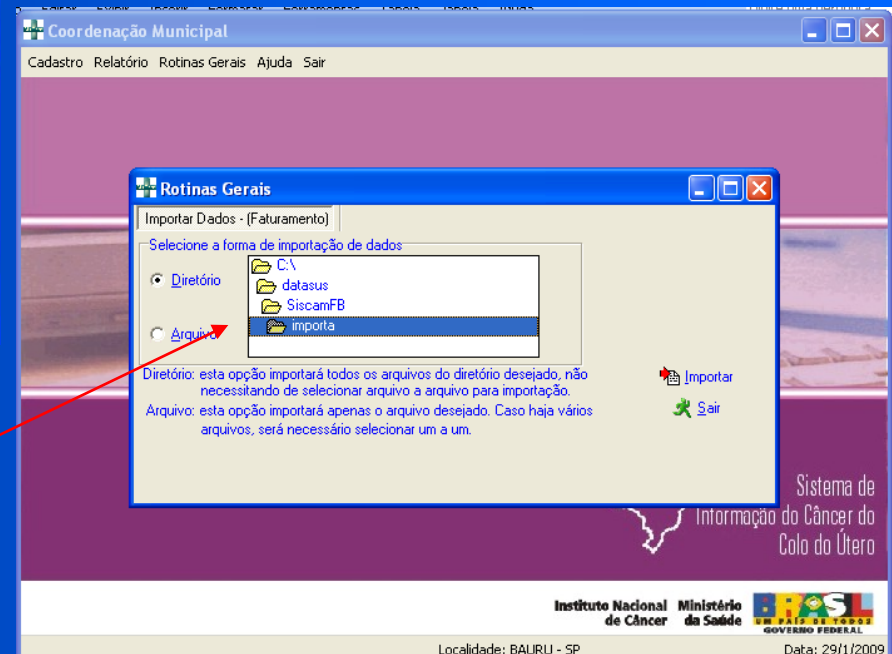 Coordenação Municipal
Cadastro Relatório Rotinas Gerais Ajuda Sair
Rotinas Gerais
Importar Dados - (Faturamento)
Selecione a forma de importação de dados
Diretório
C:\
datasus
SiscamFB
importa
Arquivo
Diretório: esta opção importará todos os arquivos do diretório desejado, não
necessitando de selecionar arquivo a arquivo para importação.
Arquivo: esta opção importará apenas o arquivo desejado. Caso haja vários
arquivos, será necessário selecionar um a um.
Importar
Sair
Sistema de
Informação do Câncer do
Colo do Útero
Instituto Nacional
de Câncer
Ministério
da Saúde
BRASIL
UM PAÍS DE TODOS
GOVERNO FEDERAL
Localidade: BAURU - SP
Data: 29/1/2009